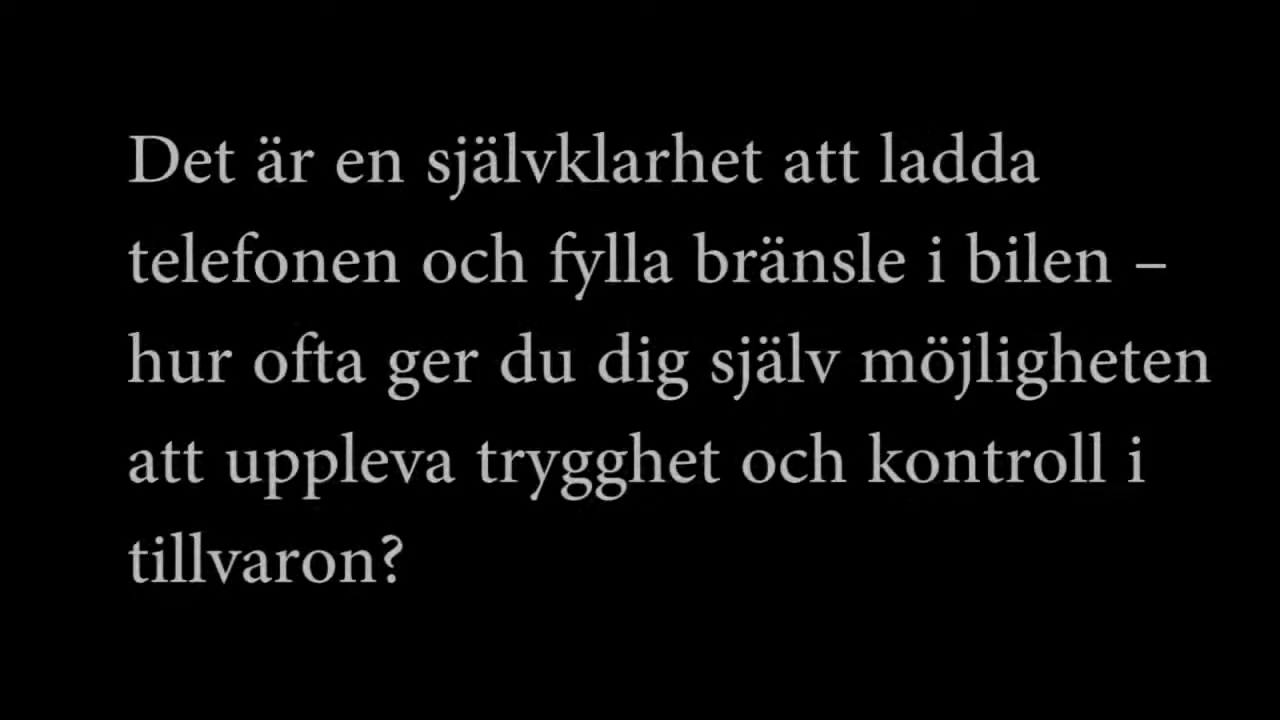 Det är en självklarhet att ladda
telefonen och fylla bränsle i bilen –
hur ofta ger du dig själv möjligheten
att uppleva trygghet och kontroll i
tillvaron?